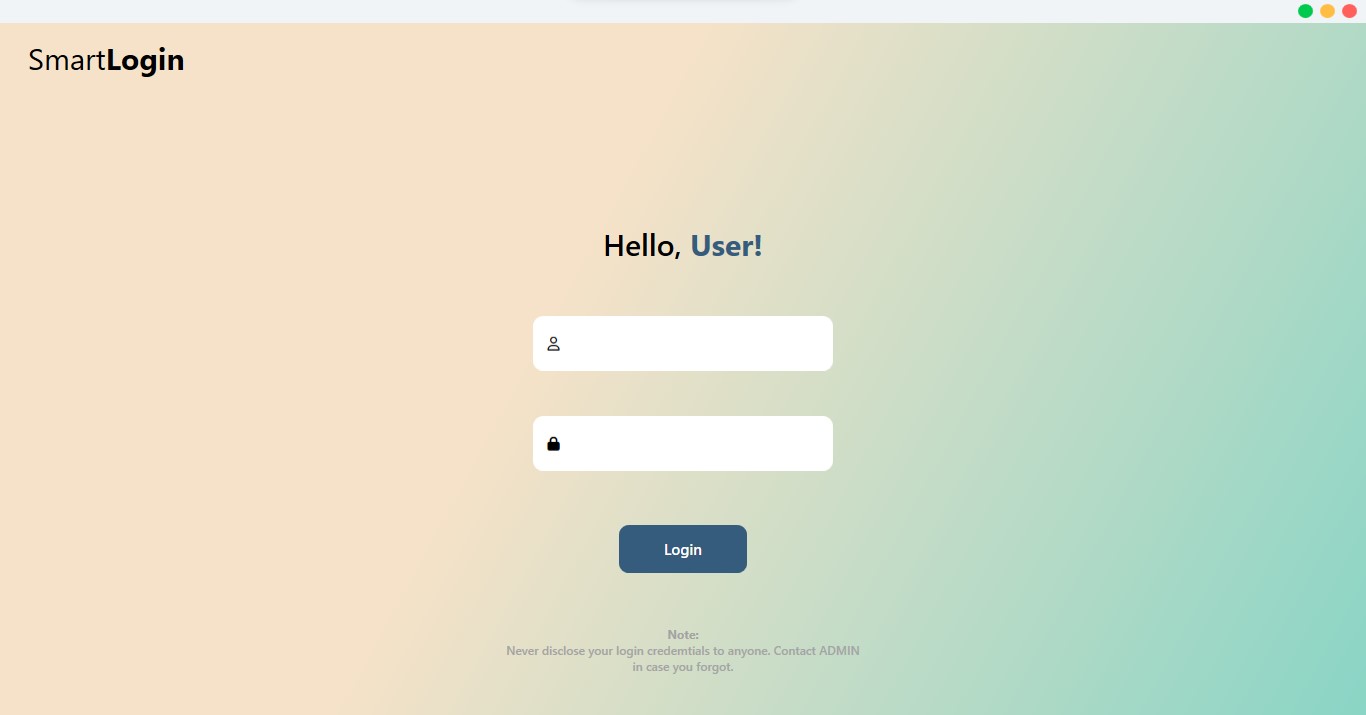 SmartLogin
Hello, User!
Login
Note:
Never disclose your login credemtials to anyone. Contact ADMIN
in case you forgot.